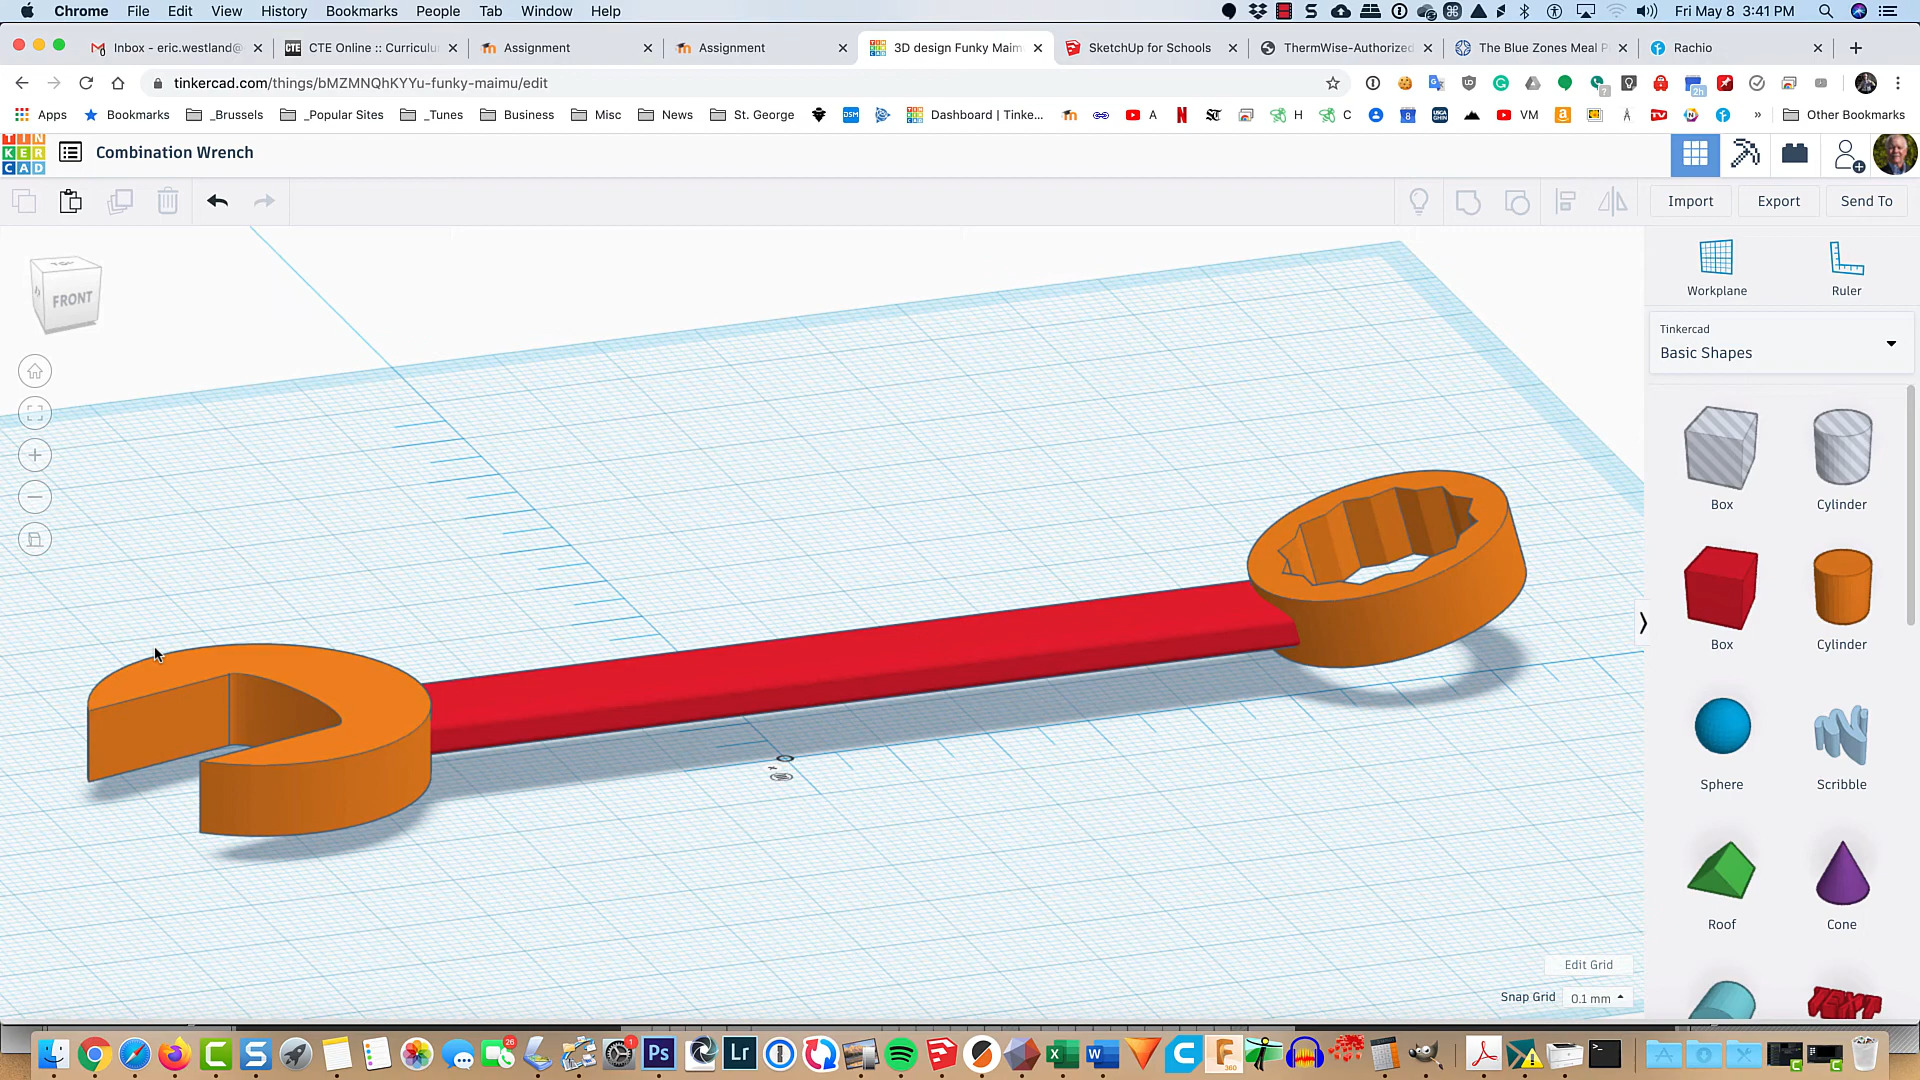 Chrome File Edit View History Bookmarks People Tab Window Help Fri May 8 3:41 PM
Inbox - eric.westland@ CTE Online :: Curriculu Assignment Assignment 3D design Funky Maim SketchUp for Schools ThermWise-Authorized The Blue Zones Meal P Rachio
tinkercad.com/things/bMZMNQhKYYu-funky-maimu/edit
Apps Bookmarks _Brussels _Popular Sites _Tunes Business Misc News St. George Dashboard | Tinke... A H C VM » Other Bookmarks
TINKERCAD Combination Wrench
Import Export Send To
TOP
FRONT
Workplane Ruler
Tinkercad
Basic Shapes
Box Cylinder
Box Cylinder
Sphere Scribble
Roof Cone
TEXT
Edit Grid
Snap Grid 0.1 mm